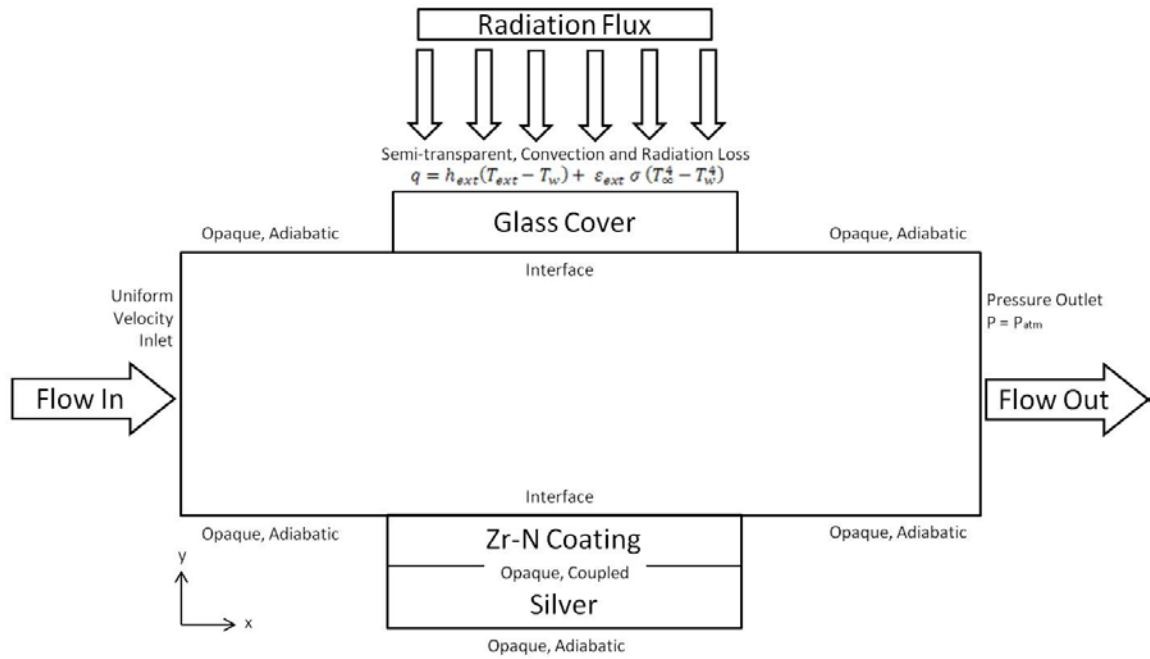 Radiation Flux
Semi-transparent, Convection and Radiation Loss
q = h_ext(T_ext − T_w) + ε_ext σ (T_∞^4 − T_w^4)
Glass Cover
Opaque, Adiabatic
Opaque, Adiabatic
Interface
Uniform
Velocity
Inlet
Pressure Outlet
P = P_atm
Flow In
Flow Out
Interface
Opaque, Adiabatic
Opaque, Adiabatic
Zr-N Coating
Opaque, Coupled
Silver
y
x
Opaque, Adiabatic